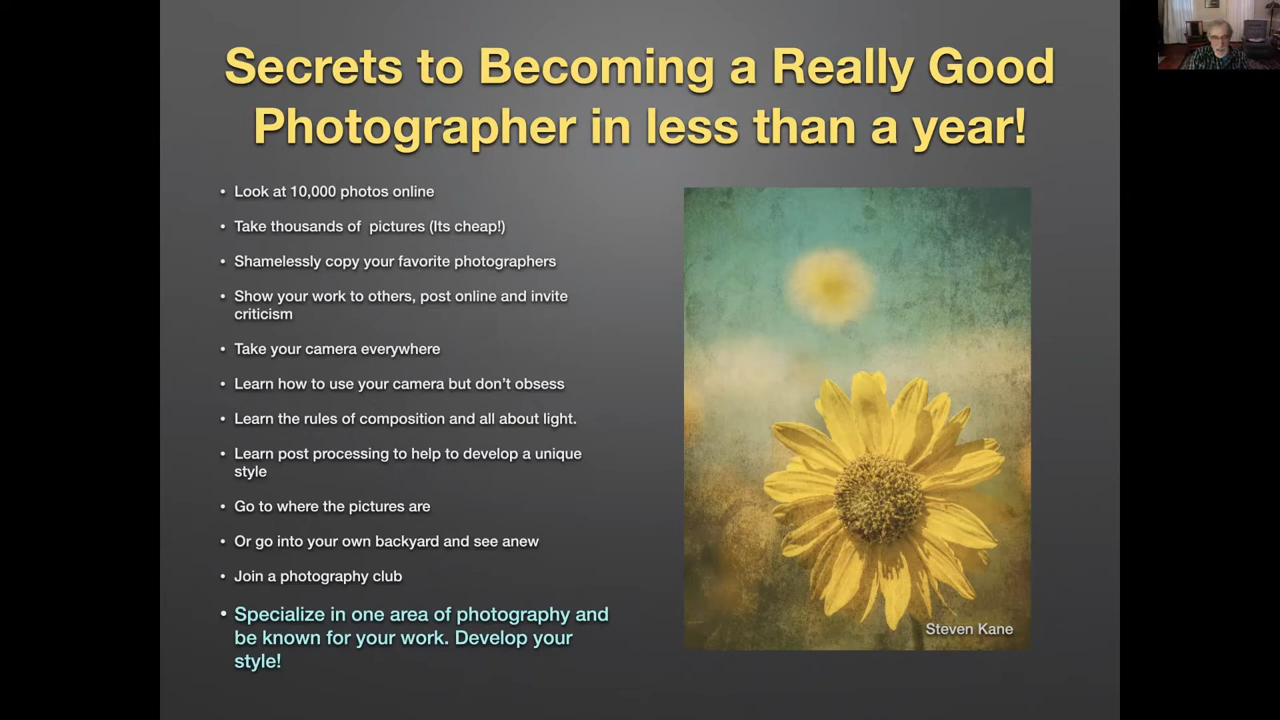 Secrets to Becoming a Really Good
Photographer in less than a year!
• Look at 10,000 photos online
• Take thousands of  pictures (Its cheap!)
• Shamelessly copy your favorite photographers
• Show your work to others, post online and invite
criticism
• Take your camera everywhere
• Learn how to use your camera but don’t obsess
• Learn the rules of composition and all about light.
• Learn post processing to help to develop a unique
style
• Go to where the pictures are
• Or go into your own backyard and see anew
• Join a photography club
• Specialize in one area of photography and
be known for your work. Develop your
style!
Steven Kane